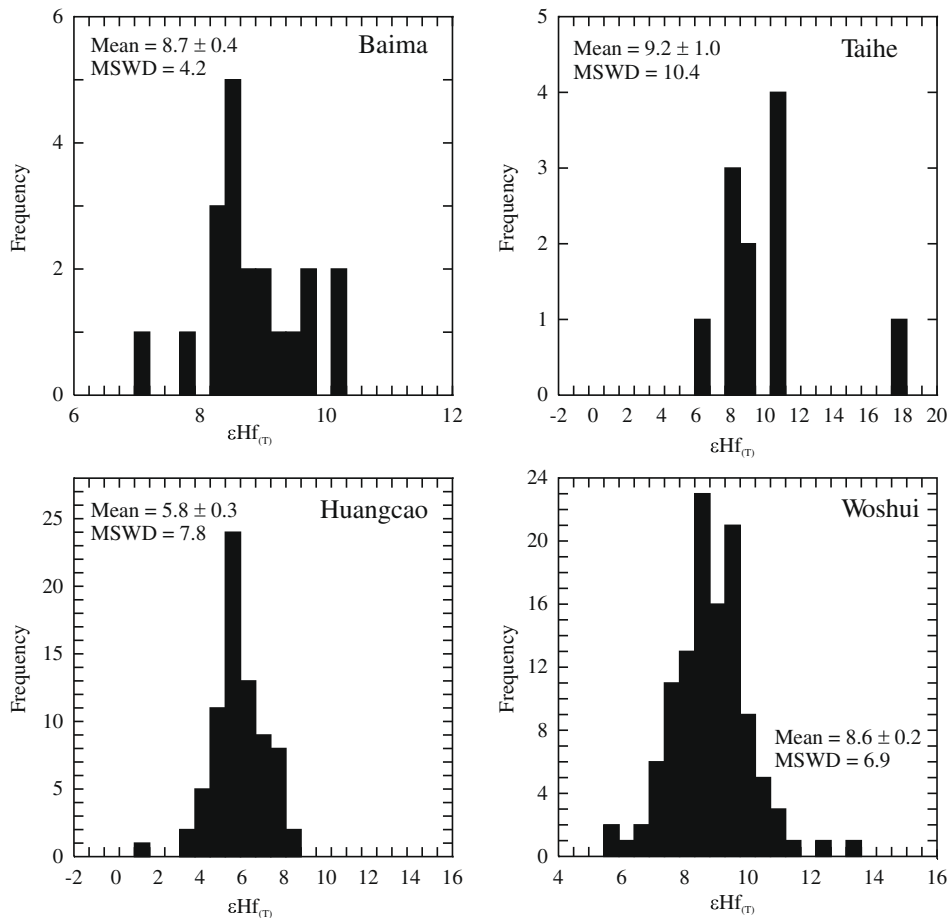 Baima
Mean = 8.7 ± 0.4
MSWD = 4.2
Frequency
6
4
2
0
6 8 10 12
εHf(T)
Taihe
Mean = 9.2 ± 1.0
MSWD = 10.4
Frequency
5
4
3
2
1
0
-2 0 2 4 6 8 10 12 14 16 18 20
εHf(T)
Huangcao
Mean = 5.8 ± 0.3
MSWD = 7.8
Frequency
25
20
15
10
5
0
-2 0 2 4 6 8 10 12 14 16
εHf(T)
Woshui
Mean = 8.6 ± 0.2
MSWD = 6.9
Frequency
24
20
16
12
8
4
0
4 6 8 10 12 14 16
εHf(T)